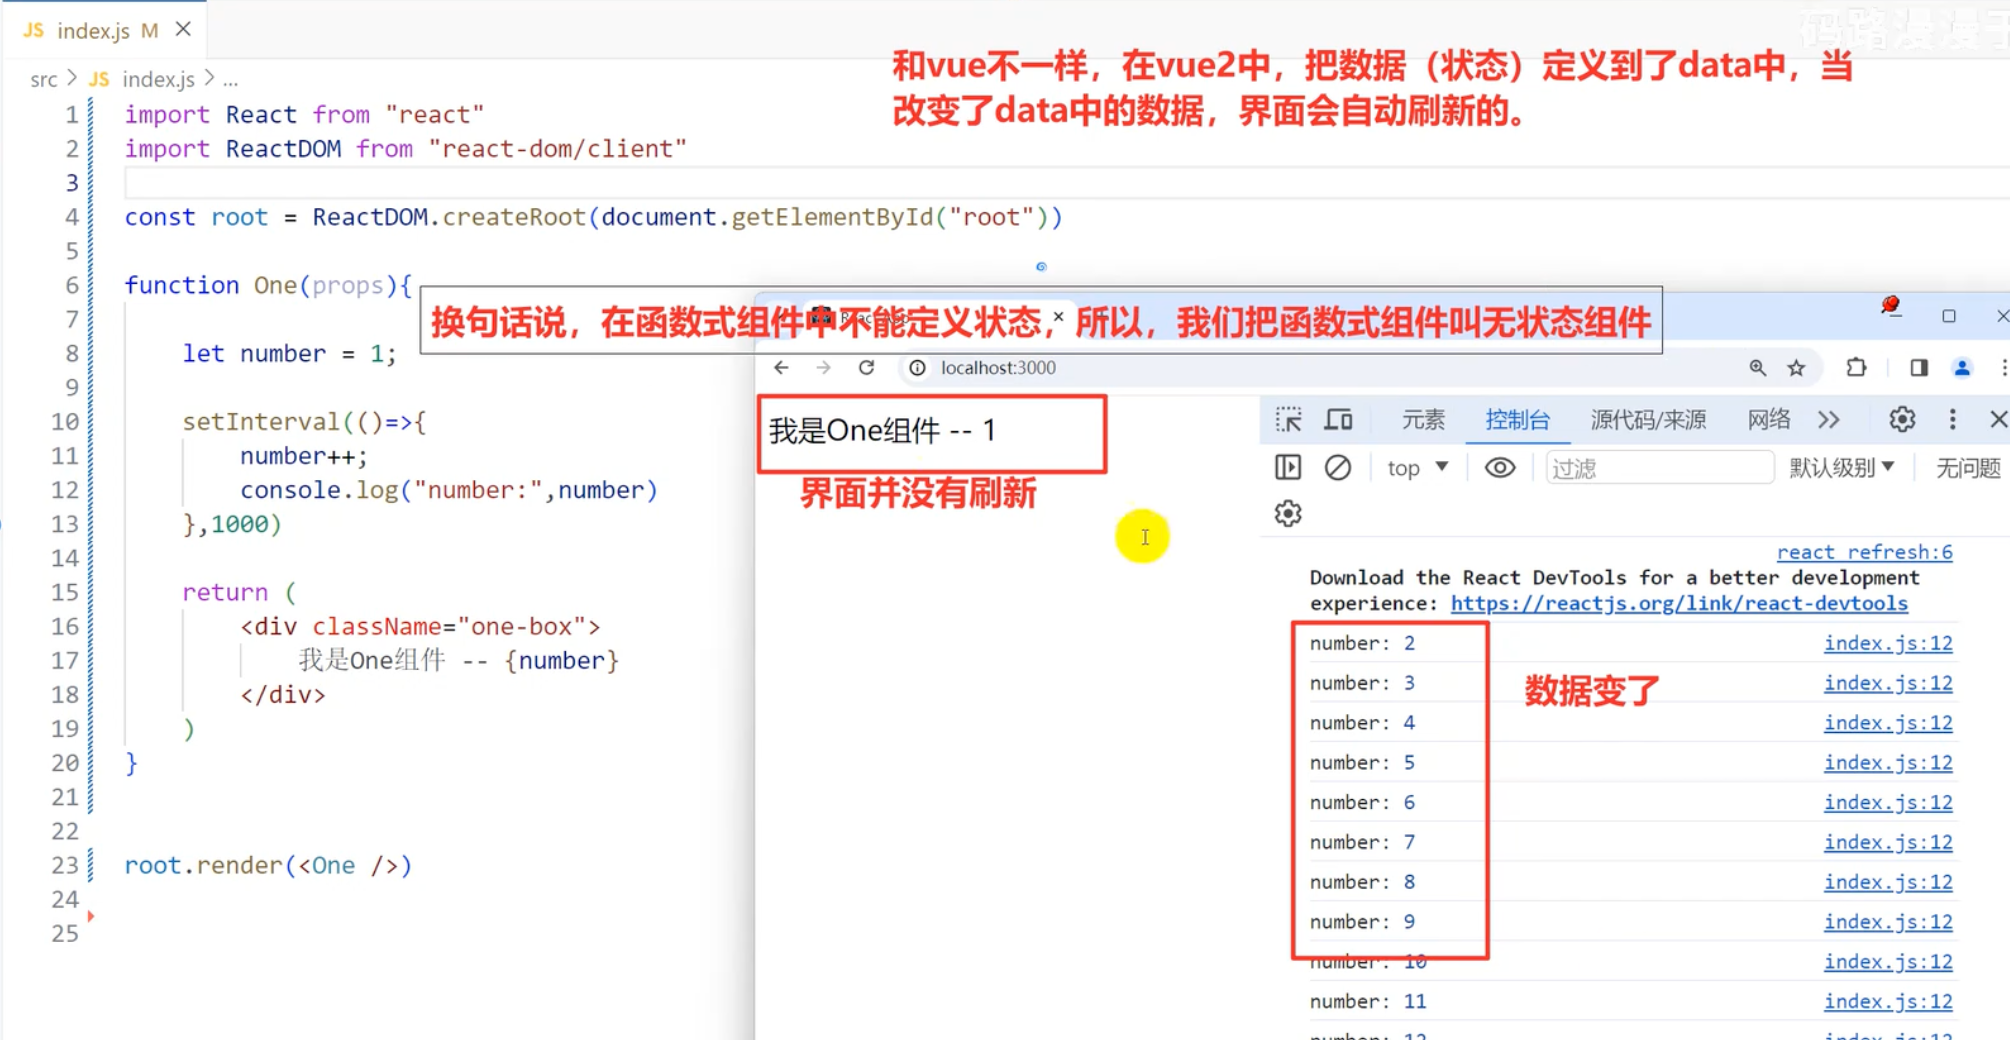 JS index.js M ×
码路漫漫
和vue不一样，在vue2中，把数据（状态）定义到了data中，当
改变了data中的数据，界面会自动刷新的。
src > JS index.js > ...
1 import React from "react"
2 import ReactDOM from "react-dom/client"
3
4 const root = ReactDOM.createRoot(document.getElementById("root"))
5
6 function One(props){
换句话说，在函数式组件中不能定义状态，所以，我们把函数式组件叫无状态组件
7
8 let number = 1;
9
10 setInterval(()=>{
11 number++;
12 console.log("number:",number)
13 },1000)
14
15 return (
16 <div className="one-box">
17 我是One组件 -- {number}
18 </div>
19 )
20 }
21
22
23 root.render(<One />)
24
25
localhost:3000
我是One组件 -- 1
界面并没有刷新
元素 控制台 源代码/来源 网络
top 过滤 默认级别 无问题
react refresh:6
Download the React DevTools for a better development
experience: https://reactjs.org/link/react-devtools
number: 2 index.js:12
number: 3 index.js:12
数据变了
number: 4 index.js:12
number: 5 index.js:12
number: 6 index.js:12
number: 7 index.js:12
number: 8 index.js:12
number: 9 index.js:12
number: 10 index.js:12
number: 11 index.js:12
number: 12 index.js:12